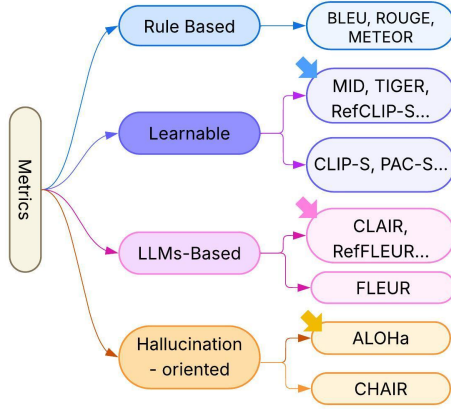 Metrics
Rule Based
BLEU, ROUGE,
METEOR
Learnable
MID, TIGER,
RefCLIP-S...
CLIP-S, PAC-S...
LLMs-Based
CLAIR,
RefFLEUR...
FLEUR
Hallucination
- oriented
ALOHa
CHAIR